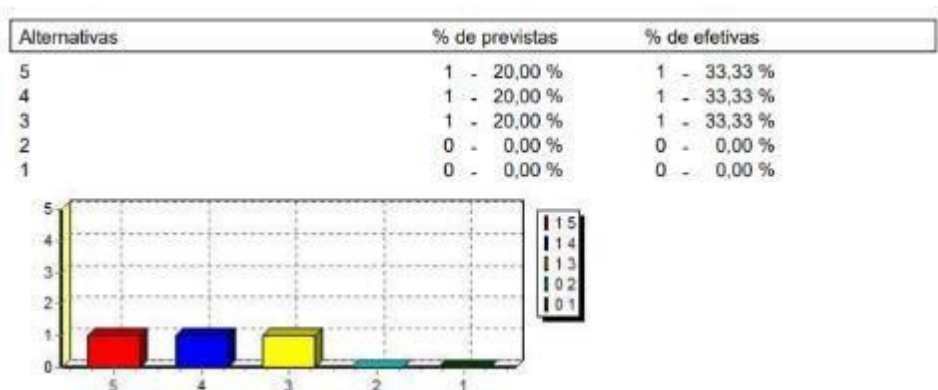 Alternativas % de previstas % de efetivas
5 1 - 20,00 % 1 - 33,33 %
4 1 - 20,00 % 1 - 33,33 %
3 1 - 20,00 % 1 - 33,33 %
2 0 - 0,00 % 0 - 0,00 %
1 0 - 0,00 % 0 - 0,00 %
5
4
3
2
1
0
5 4 3 2 1
1 5
1 4
1 3
0 2
0 1